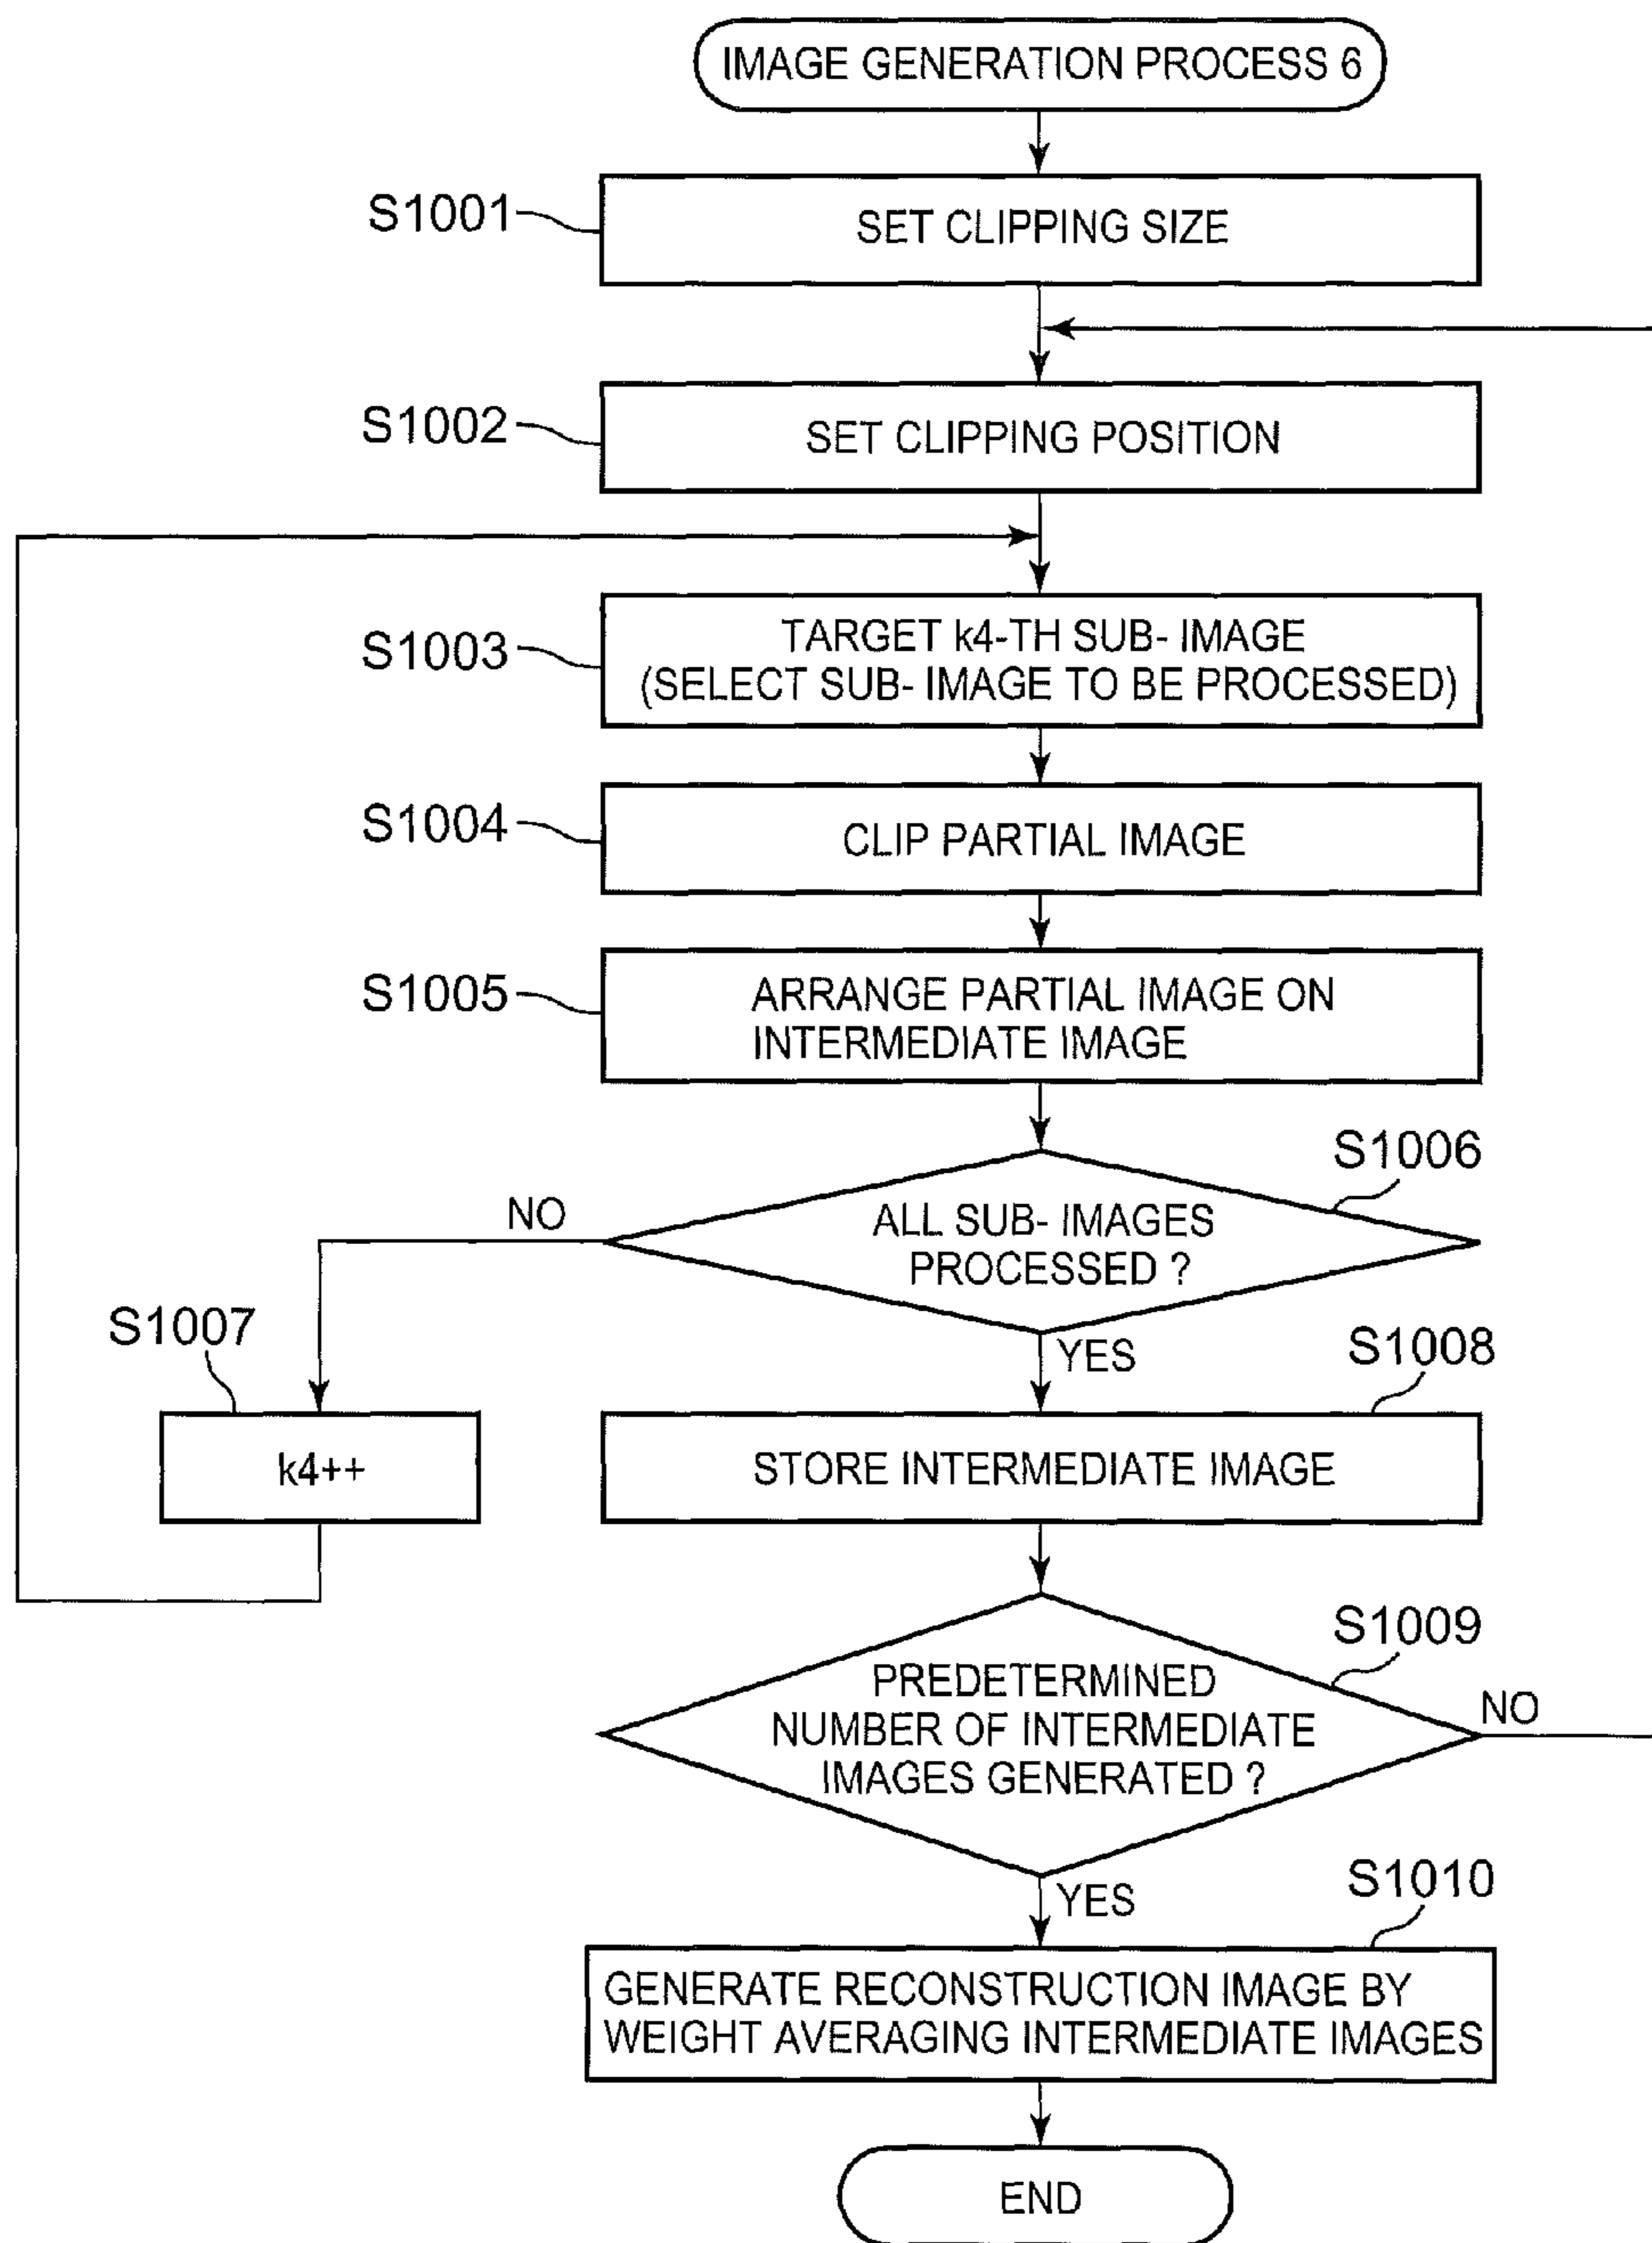 IMAGE GENERATION PROCESS 6
S1001
SET CLIPPING SIZE
S1002
SET CLIPPING POSITION
S1003
TARGET k4-TH SUB- IMAGE
(SELECT SUB- IMAGE TO BE PROCESSED)
S1004
CLIP PARTIAL IMAGE
S1005
ARRANGE PARTIAL IMAGE ON
INTERMEDIATE IMAGE
S1006
NO
ALL SUB- IMAGES
PROCESSED ?
S1007
YES
S1008
k4++
STORE INTERMEDIATE IMAGE
S1009
PREDETERMINED
NUMBER OF INTERMEDIATE
IMAGES GENERATED ?
NO
YES
S1010
GENERATE RECONSTRUCTION IMAGE BY
WEIGHT AVERAGING INTERMEDIATE IMAGES
END